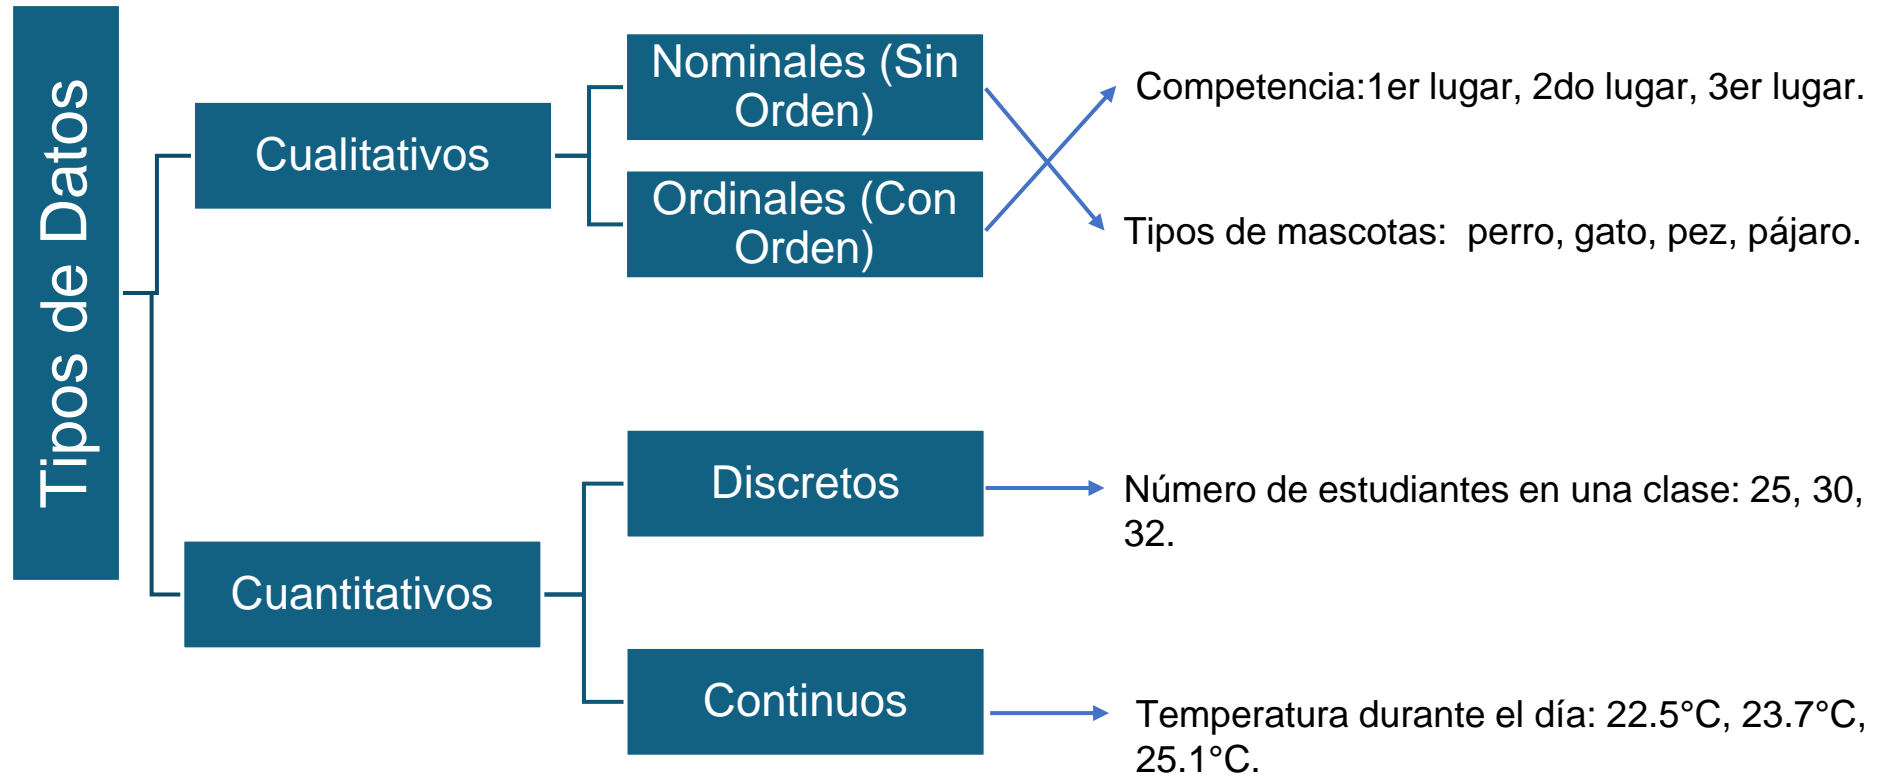 Tipos de Datos
Cualitativos
Nominales (Sin
Orden)
Ordinales (Con
Orden)
Competencia:1er lugar, 2do lugar, 3er lugar.
Tipos de mascotas:  perro, gato, pez, pájaro.
Cuantitativos
Discretos
Número de estudiantes en una clase: 25, 30,
32.
Continuos
Temperatura durante el día: 22.5°C, 23.7°C,
25.1°C.